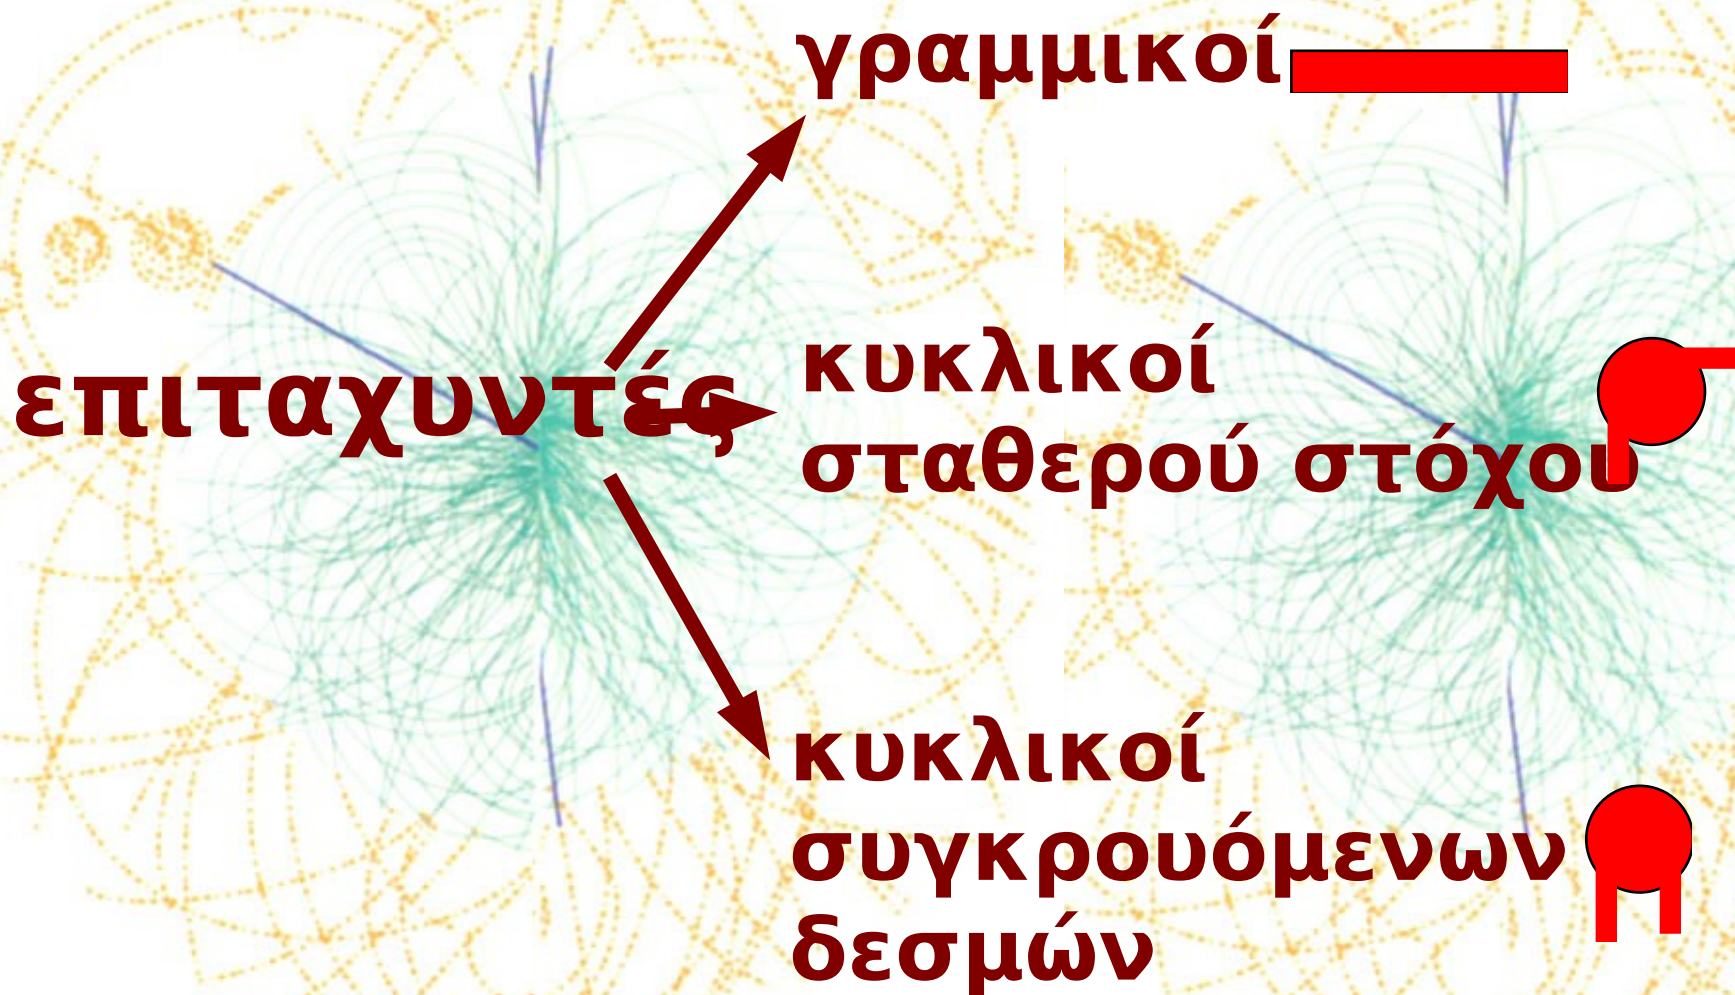 γραμμικοί
επιταχυντές
κυκλικοί
σταθερού στόχου
κυκλικοί
συγκρουόμενων
δεσμών